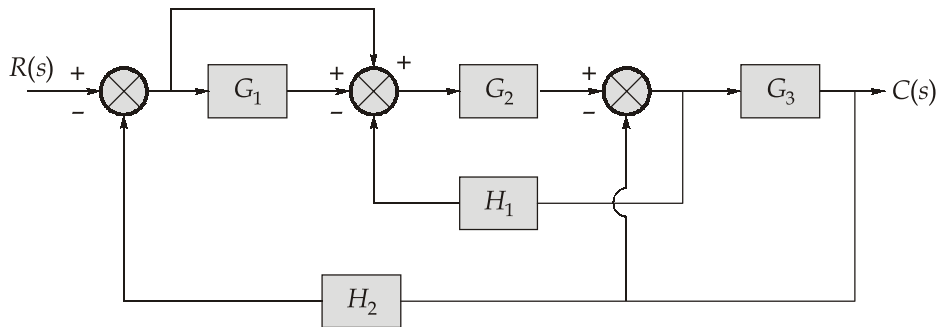 R(s)
+
−
G₁
+
+
−
G₂
+
−
G₃
C(s)
H₁
H₂